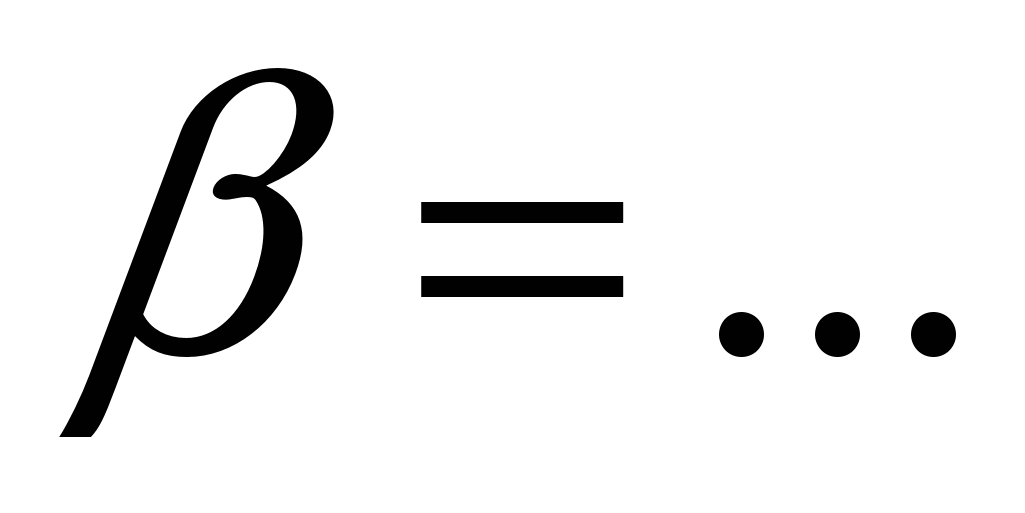 β = ...